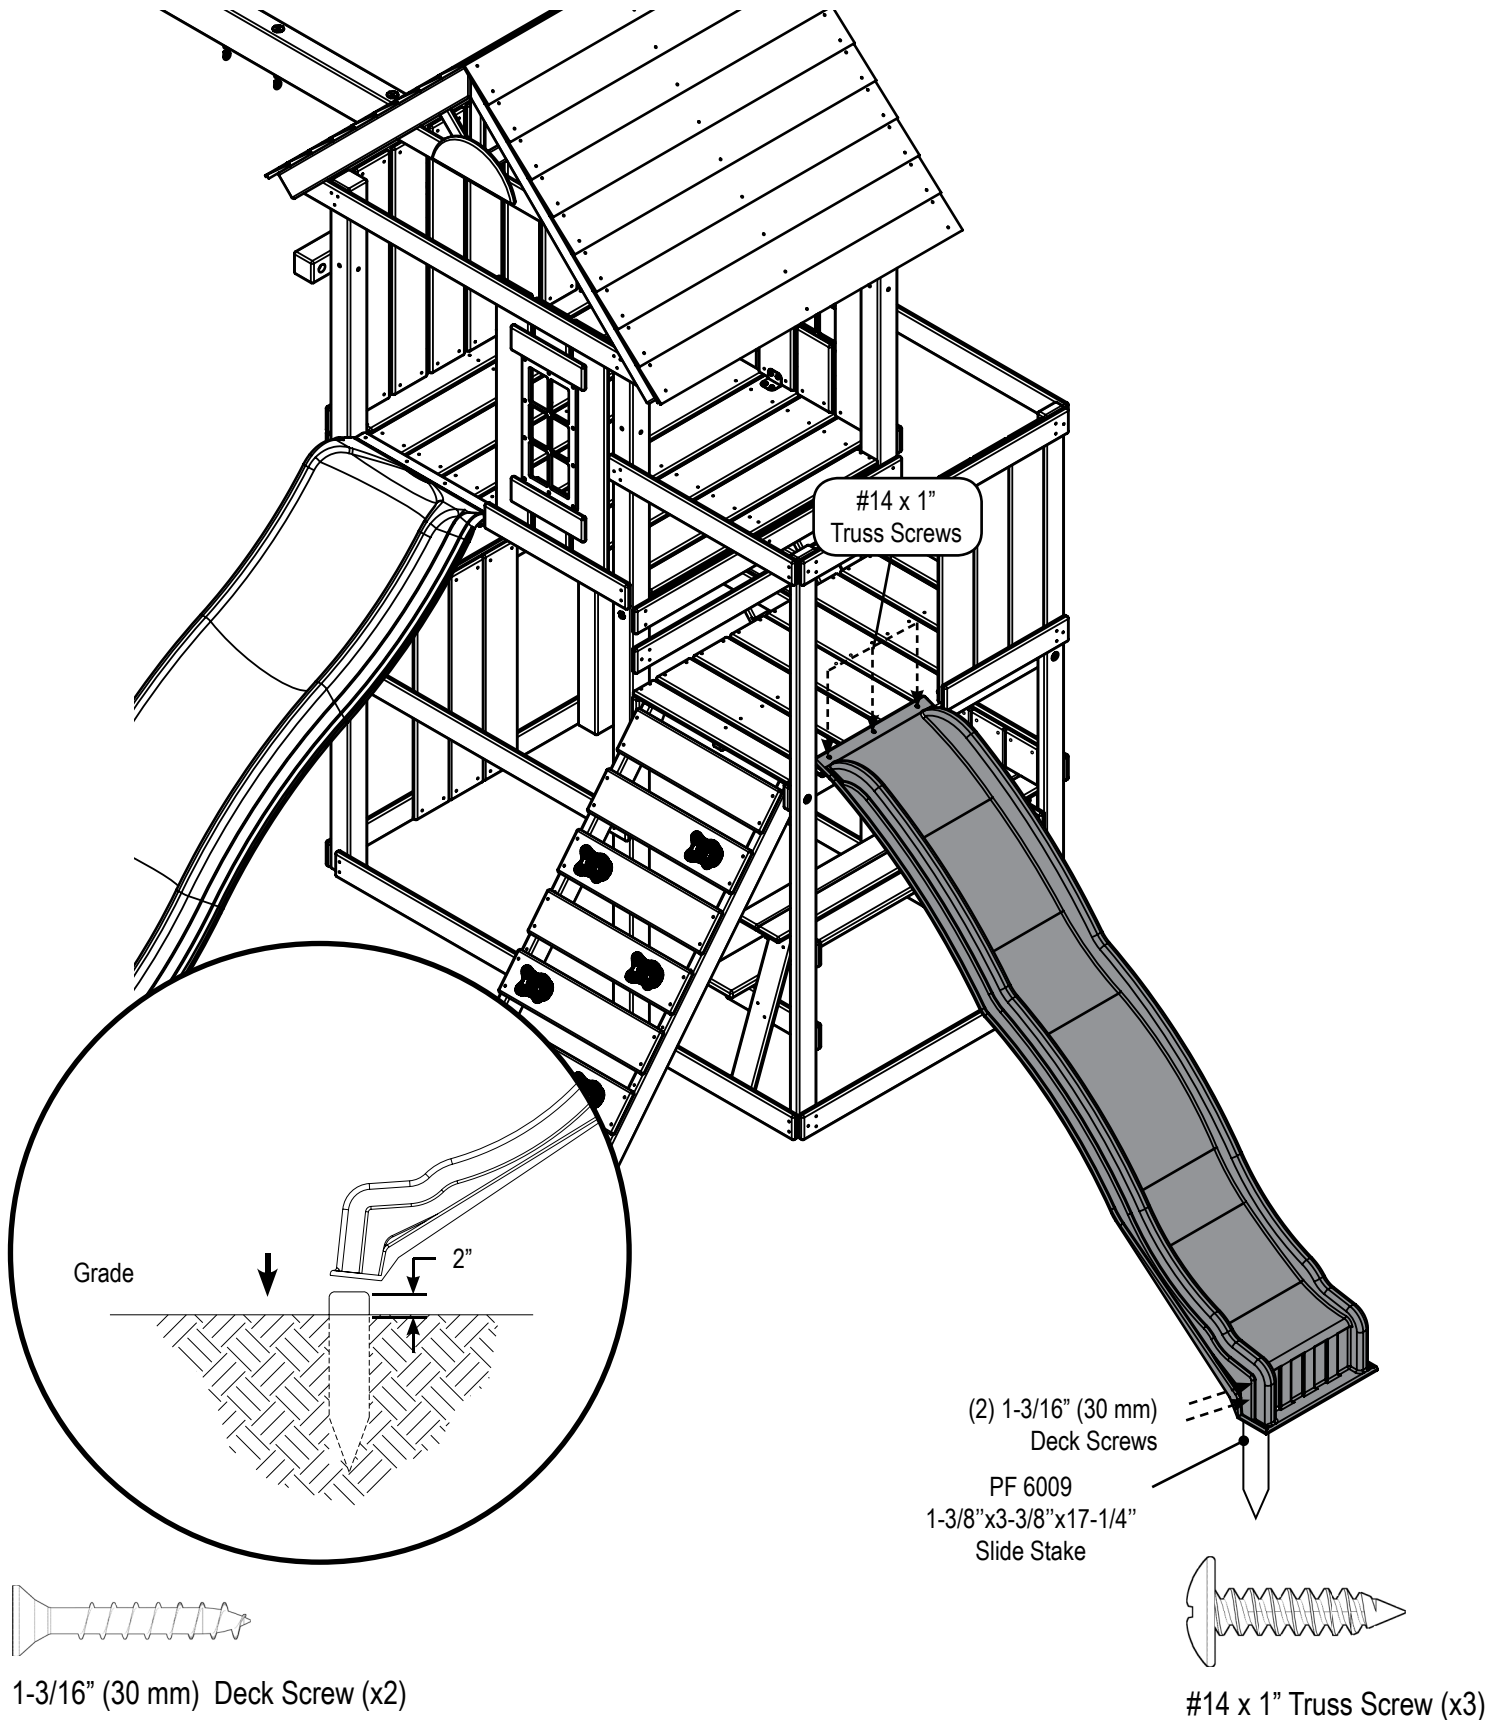 #14 x 1”
Truss Screws
Grade
2”
(2) 1-3/16” (30 mm)
Deck Screws
PF 6009
1-3/8’’x3-3/8’’x17-1/4’’
Slide Stake
1-3/16” (30 mm)  Deck Screw (x2)
#14 x 1” Truss Screw (x3)